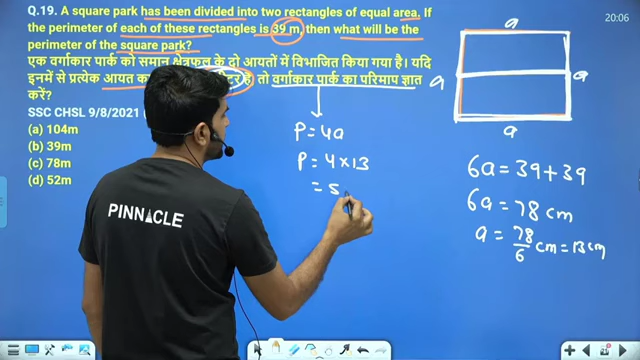 Q.19. A square park has been divided into two rectangles of equal area. If
the perimeter of each of these rectangles is 39 m, then what will be the
perimeter of the square park?
एक वर्गाकार पार्क को समान क्षेत्रफल के दो आयतों में विभाजित किया गया है। यदि
इनमें से प्रत्येक आयत का है तो वर्गाकार पार्क का परिमाप ज्ञात
करें?
SSC CHSL 9/8/2021
(a) 104m
(b) 39m
(c) 78m
(d) 52m
20:06
a
a
a
a
P = 4a
P = 4 × 13
= 5
6a = 39 + 39
6a = 78 cm
a = 78/6 cm = 13 cm
PINNACLE